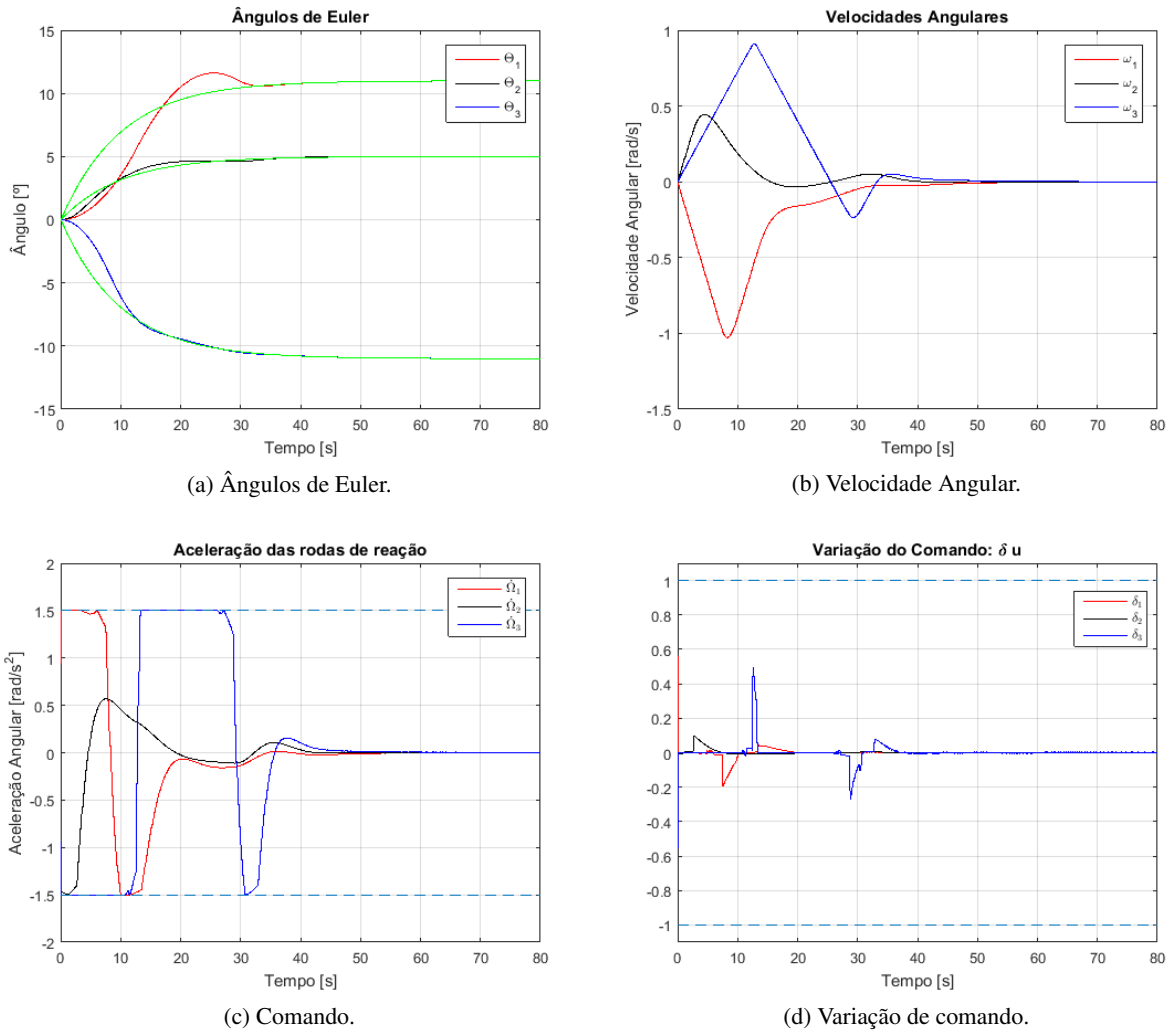 Ângulos de Euler
15
10
5
0
-5
-10
-15
Ângulo [º]
0 10 20 30 40 50 60 70 80
Tempo [s]
Θ1
Θ2
Θ3
(a) Ângulos de Euler.
Velocidades Angulares
1
0.5
0
-0.5
-1
-1.5
Velocidade Angular [rad/s]
0 10 20 30 40 50 60 70 80
Tempo [s]
ω1
ω2
ω3
(b) Velocidade Angular.
Aceleração das rodas de reação
2
1.5
1
0.5
0
-0.5
-1
-1.5
-2
Aceleração Angular [rad/s²]
0 10 20 30 40 50 60 70 80
Tempo [s]
Ω̇1
Ω̇2
Ω̇3
(c) Comando.
Variação do Comando: δ u
1
0.8
0.6
0.4
0.2
0
-0.2
-0.4
-0.6
-0.8
-1
0 10 20 30 40 50 60 70 80
Tempo [s]
δ1
δ2
δ3
(d) Variação de comando.